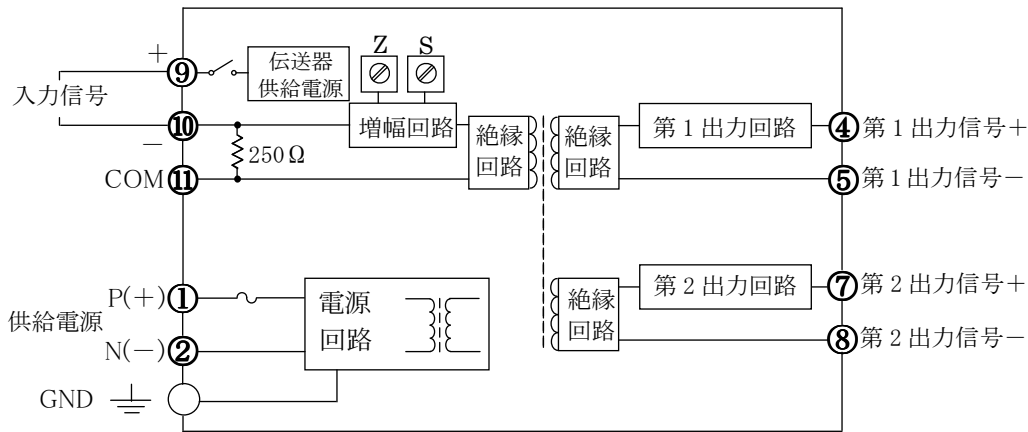 Z S
+
⑨
伝送器
供給電源
入力信号
⑩
−
増幅回路
250Ω
COM
⑪
絶縁
回路
絶縁
回路
第1出力回路
④ 第1出力信号+
⑤ 第1出力信号−
P(+)
①
供給電源
N(−)
②
GND
電源
回路
絶縁
回路
第2出力回路
⑦ 第2出力信号+
⑧ 第2出力信号−